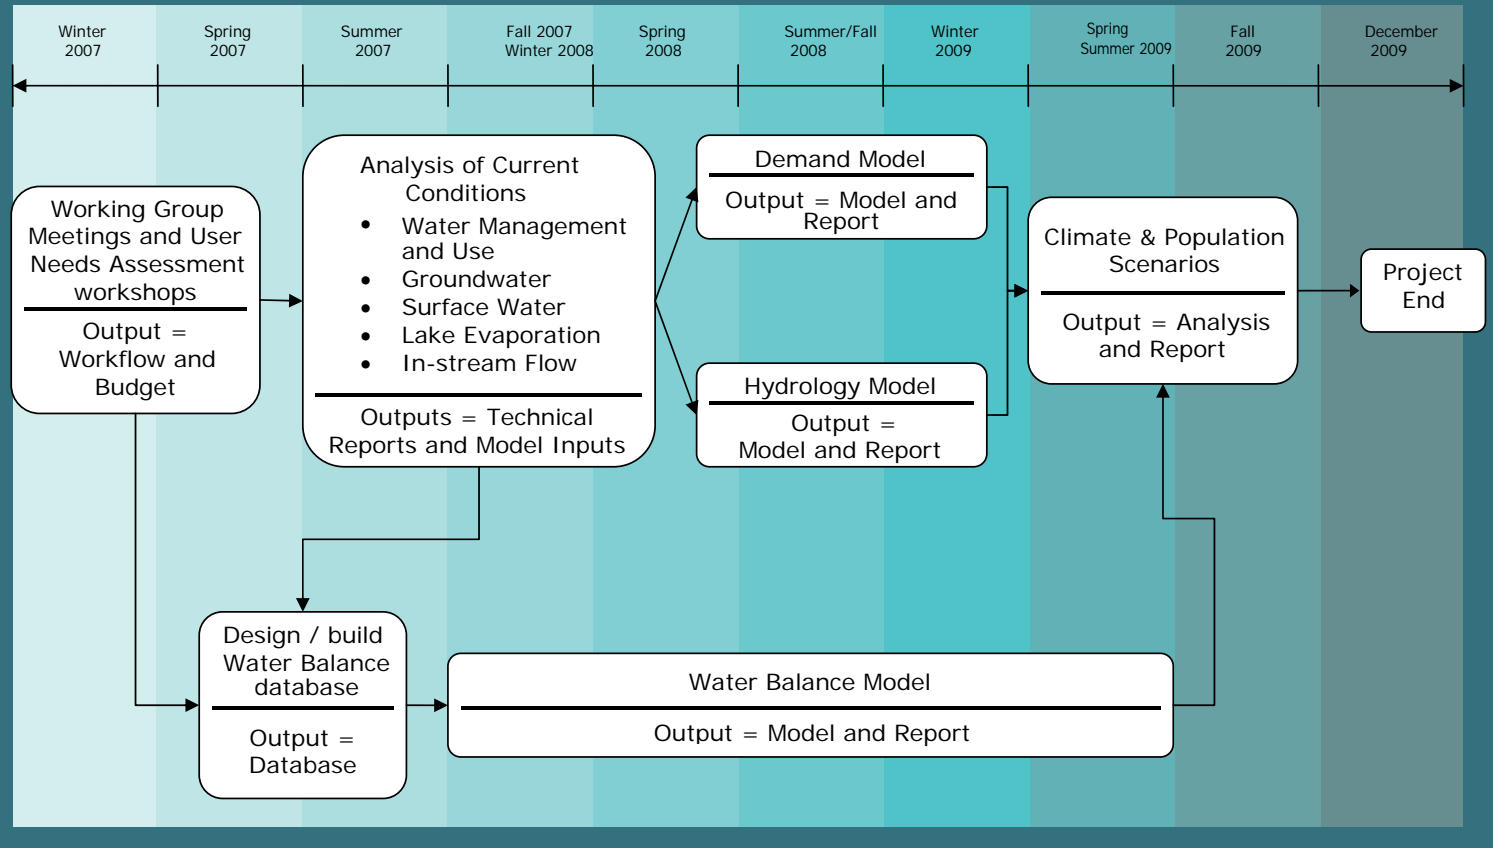 Winter
2007
Spring
2007
Summer
2007
Fall 2007
Winter 2008
Spring
2008
Summer/Fall
2008
Winter
2009
Spring
Summer 2009
Fall
2009
December
2009
Working Group
Meetings and User
Needs Assessment
workshops
Output =
Workflow and
Budget
Analysis of Current
Conditions
• Water Management
and Use
• Groundwater
• Surface Water
• Lake Evaporation
• In-stream Flow
Outputs = Technical
Reports and Model Inputs
Demand Model
Output = Model and
Report
Hydrology Model
Output =
Model and Report
Climate & Population
Scenarios
Output = Analysis
and Report
Project
End
Design / build
Water Balance
database
Output =
Database
Water Balance Model
Output = Model and Report